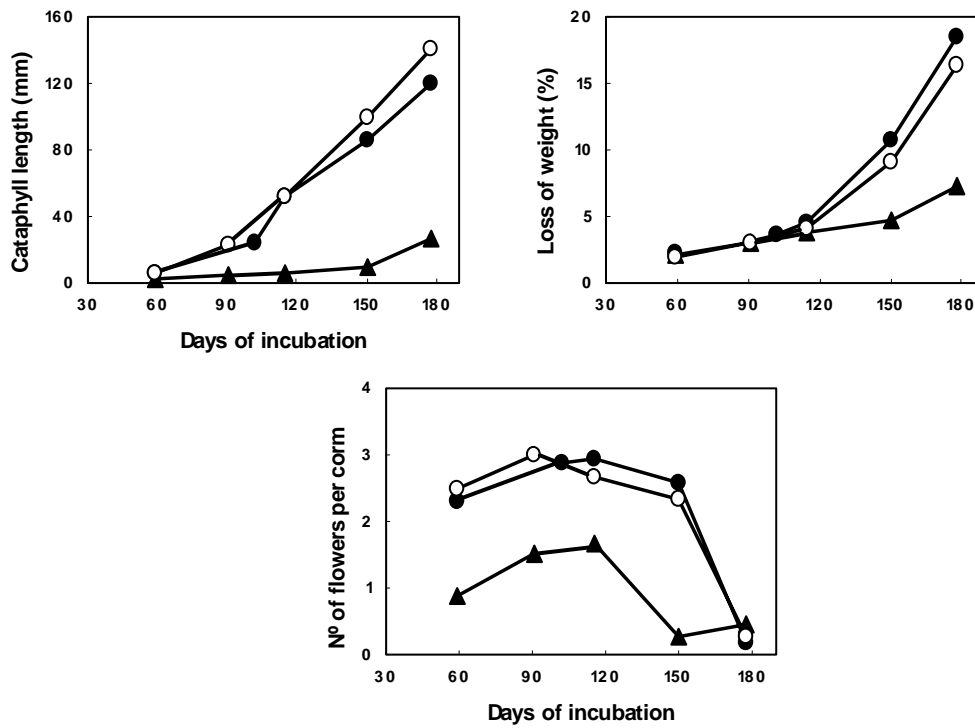 160
120
80
40
0
Cataphyll length (mm)
30 60 90 120 150 180
Days of incubation
20
15
10
5
0
Loss of weight (%)
30 60 90 120 150 180
4
3
2
1
0
Nº of flowers per corm
30 60 90 120 150 180
Days of incubation